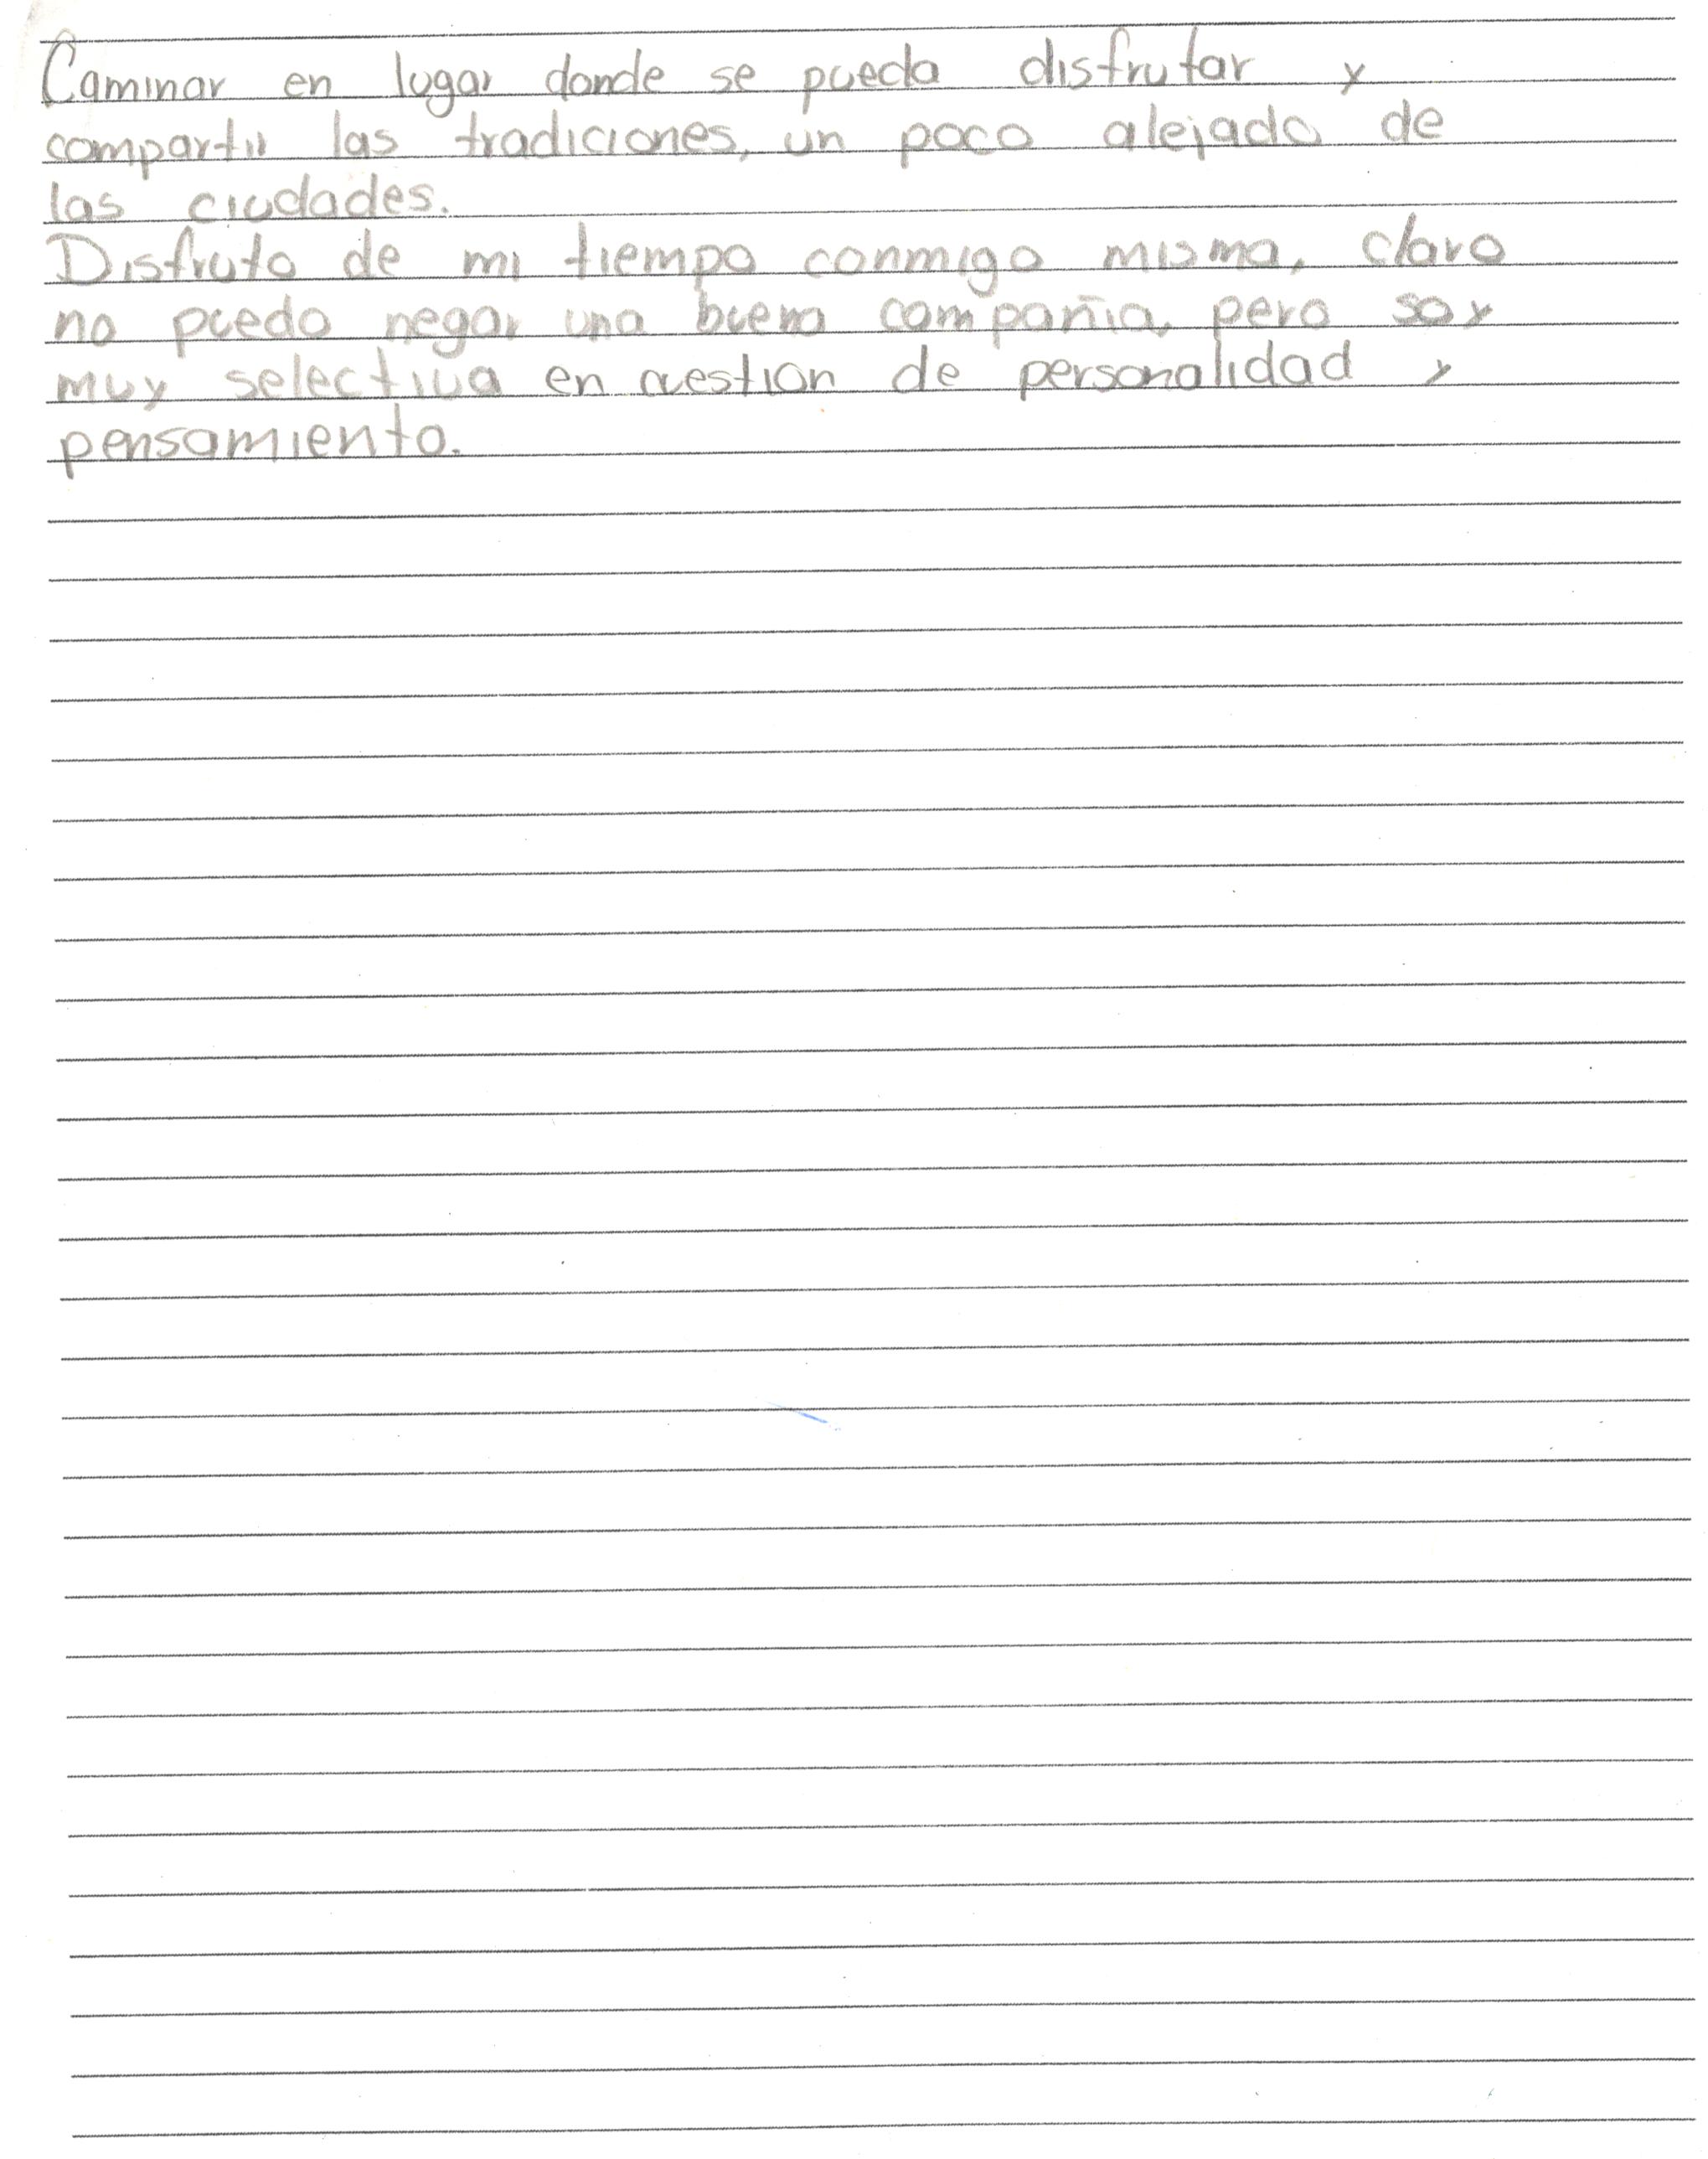 Caminar en lugar donde se pueda disfrutar y
compartir las tradiciones, un poco alejado de
las ciudades.
Disfruto de mi tiempo conmigo misma, claro
no puedo negar una buena compañia, pero soy
muy selectiva en cuestion de personalidad y
pensamiento.